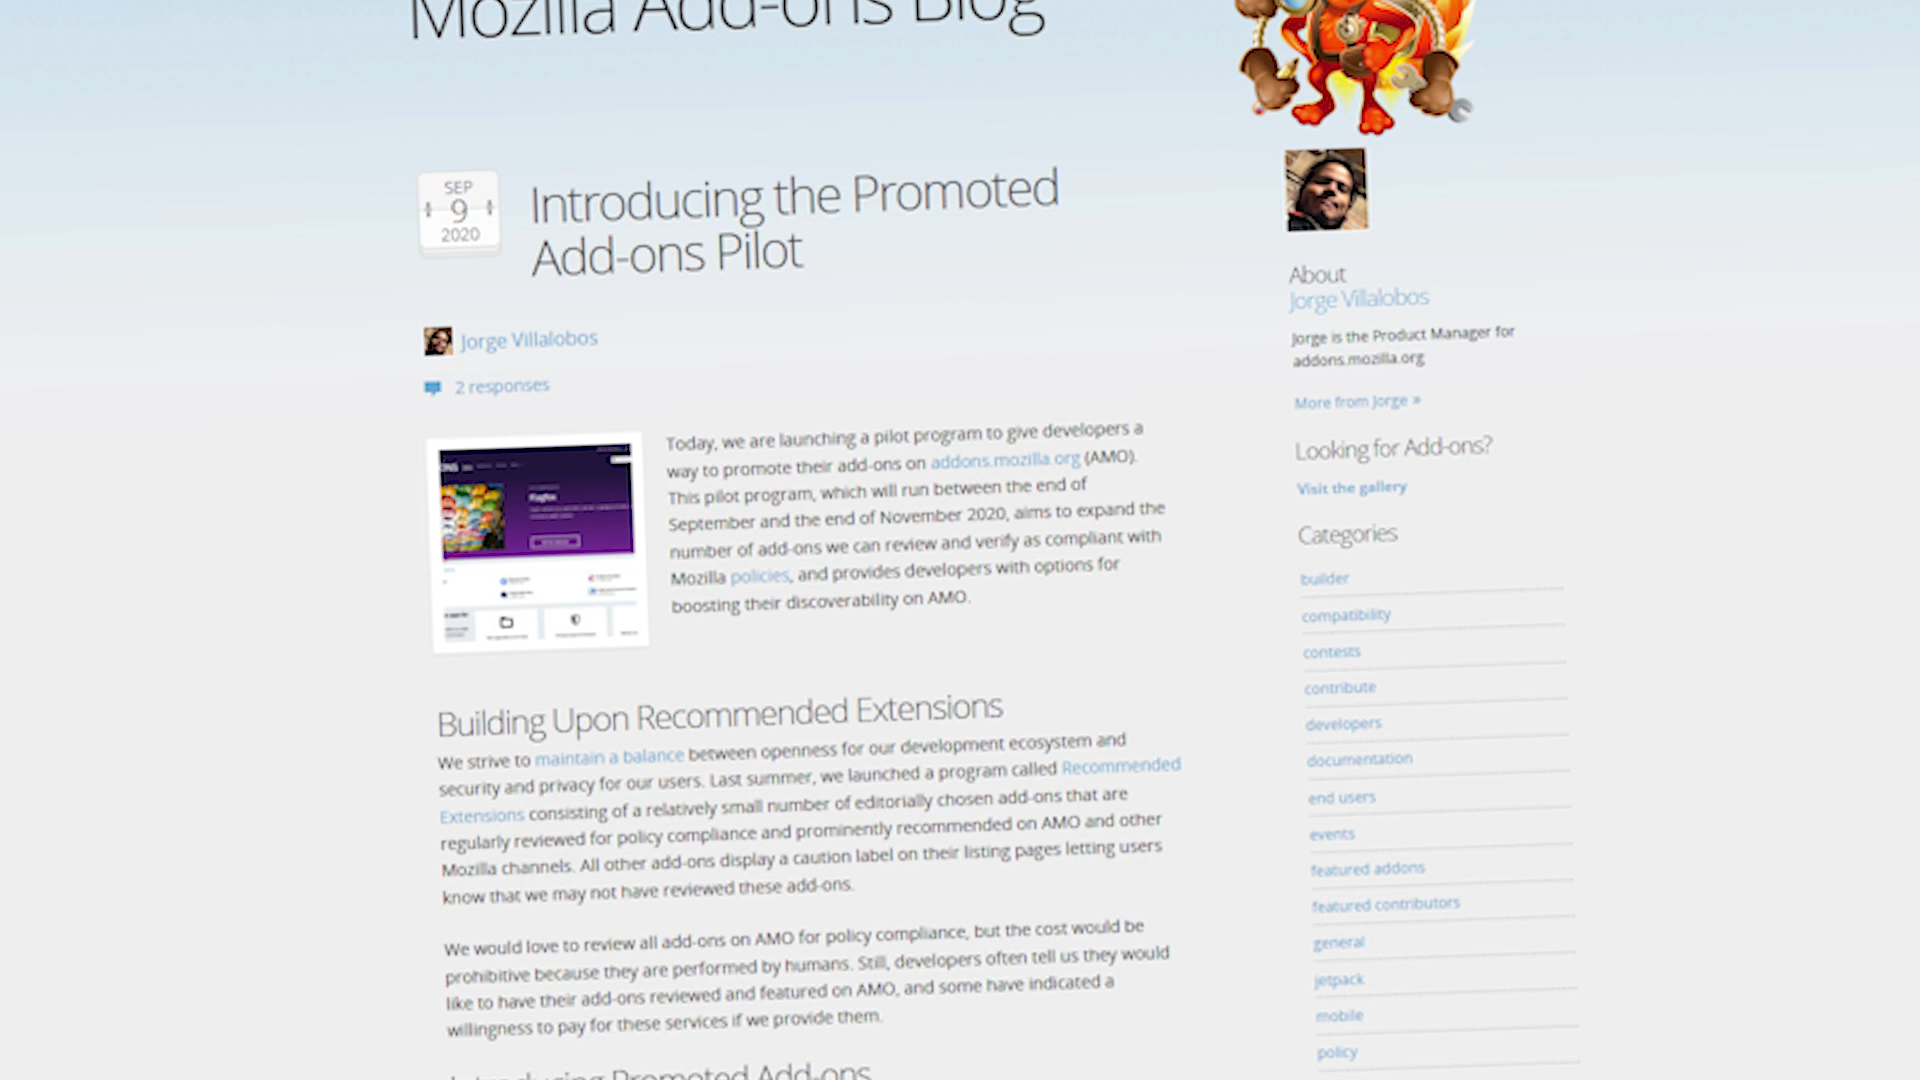 Mozilla Add-ons Blog
SEP
9
2020
Introducing the Promoted
Add-ons Pilot
Jorge Villalobos
2 responses
Today, we are launching a pilot program to give developers a
way to promote their add-ons on addons.mozilla.org (AMO).
This pilot program, which will run between the end of
September and the end of November 2020, aims to expand the
number of add-ons we can review and verify as compliant with
Mozilla policies, and provides developers with options for
boosting their discoverability on AMO.
Building Upon Recommended Extensions
We strive to maintain a balance between openness for our development ecosystem and
security and privacy for our users. Last summer, we launched a program called Recommended
Extensions consisting of a relatively small number of editorially chosen add-ons that are
regularly reviewed for policy compliance and prominently recommended on AMO and other
Mozilla channels. All other add-ons display a caution label on their listing pages letting users
know that we may not have reviewed these add-ons.
We would love to review all add-ons on AMO for policy compliance, but the cost would be
prohibitive because they are performed by humans. Still, developers often tell us they would
like to have their add-ons reviewed and featured on AMO, and some have indicated a
willingness to pay for these services if we provide them.
Introducing Promoted Add-ons
About
Jorge Villalobos
Jorge is the Product Manager for
addons.mozilla.org
More from Jorge »
Looking for Add-ons?
Visit the gallery
Categories
builder
compatibility
contests
contribute
developers
documentation
end users
events
featured addons
featured contributors
general
jetpack
mobile
policy